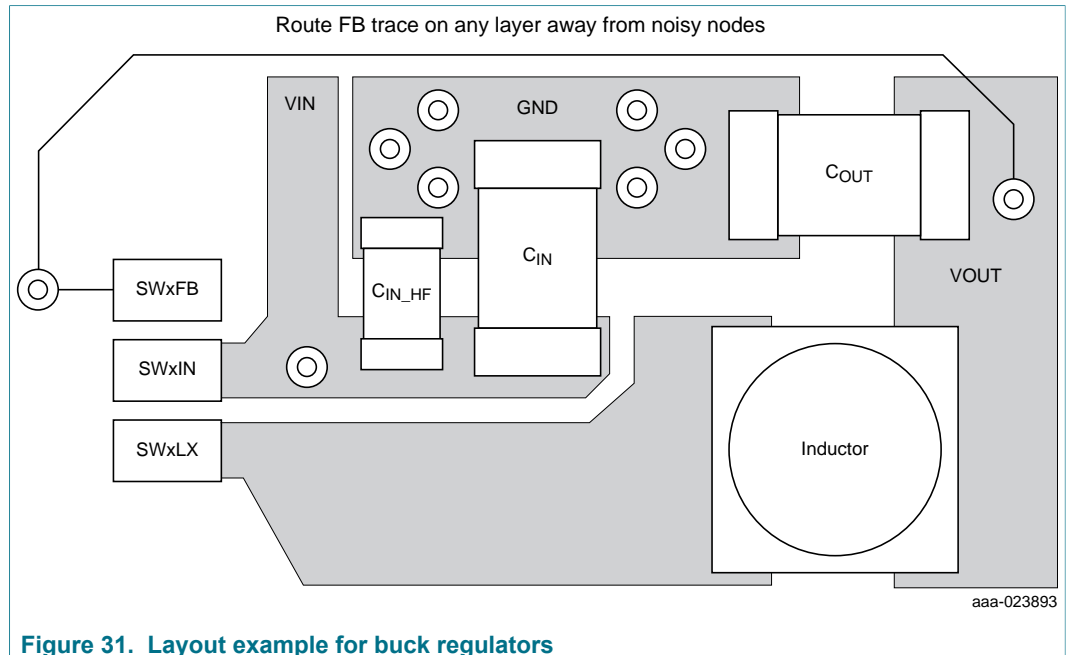 Route FB trace on any layer away from noisy nodes
VIN
GND
COUT
CIN
CIN_HF
SWxFB
VOUT
SWxIN
SWxLX
Inductor
aaa-023893
Figure 31. Layout example for buck regulators